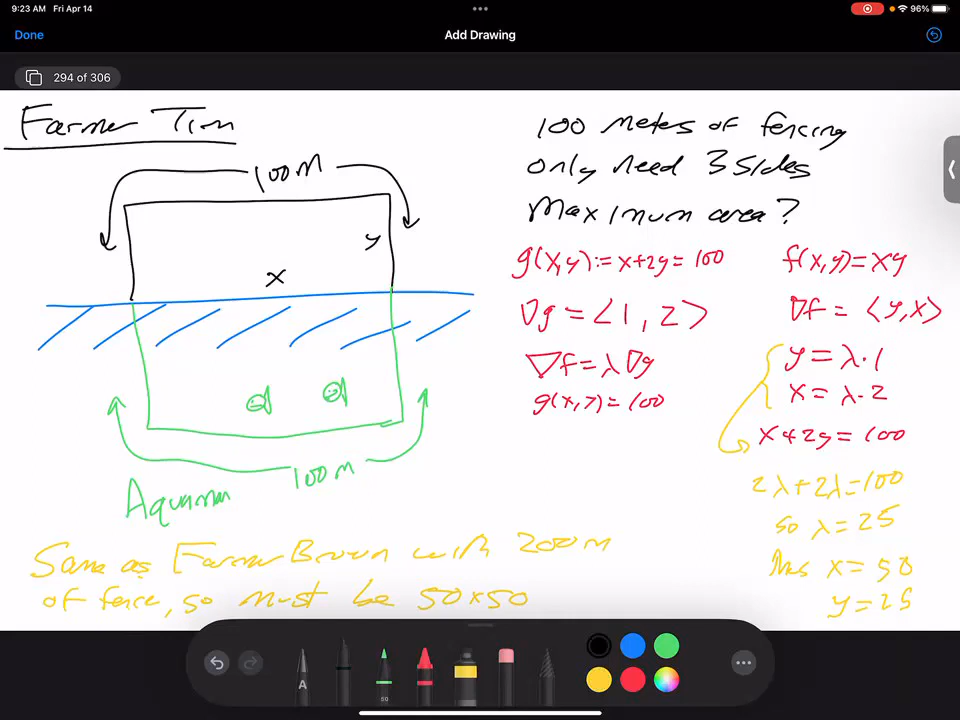 9:23 AM Fri Apr 14
96%
Done
Add Drawing
294 of 306
Farmer Tim
100M
y
x
100 meters of fencing
only need 3 sides
Maximum area?
g(x,y):= x+2y = 100
f(x,y)=xy
∇g = <1, 2>
∇f = <y,x>
∇f = λ∇g
g(x,y)=100
y = λ·1
x = λ·2
x+2y = 100
2λ+2λ=100
so λ = 25
thus x = 50
y = 25
Aquaman
100m
Same as Farmer Brown with 200m
of fence, so must be 50×50
A
50